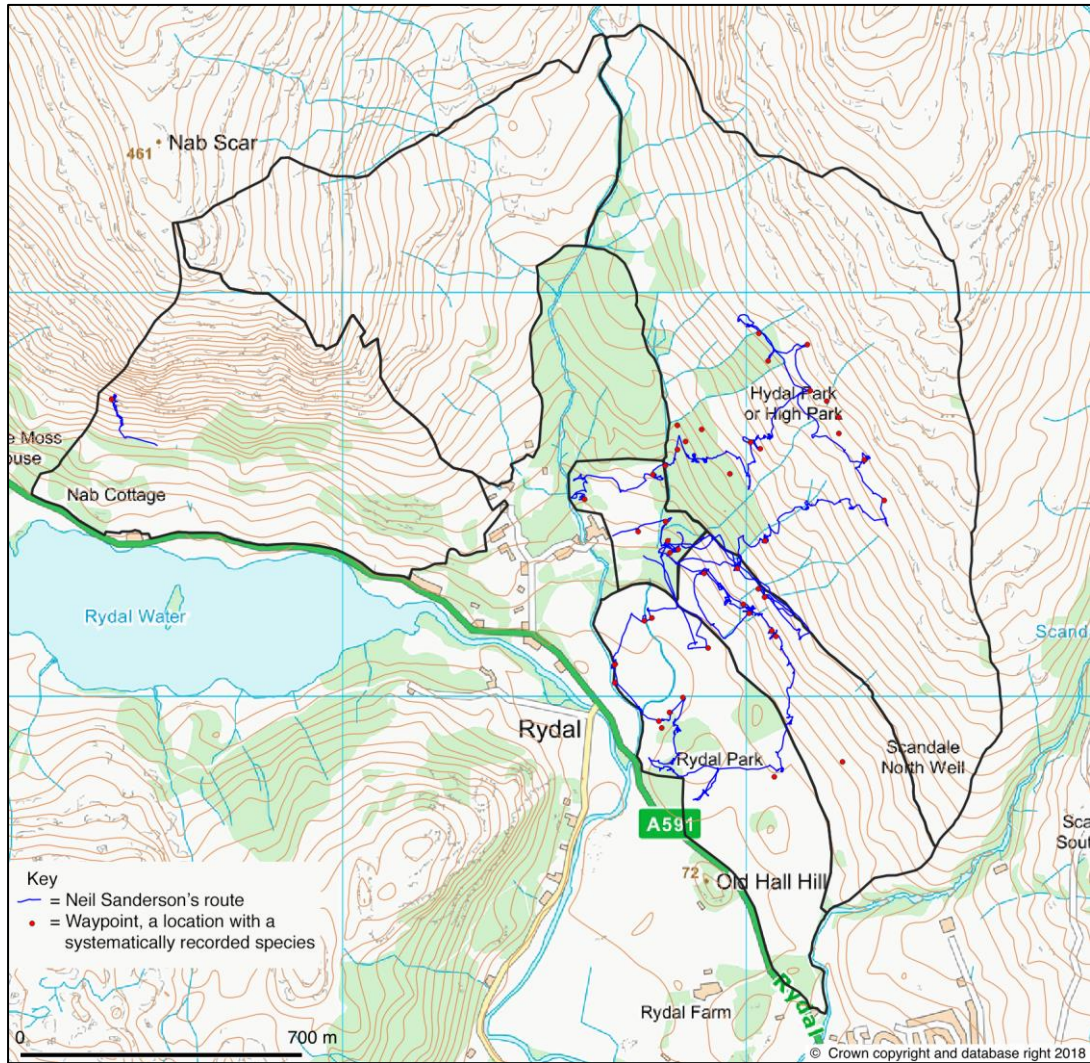 461
Nab Scar
Hydal Park
or High Park
e Moss
ouse
Nab Cottage
Rydal Water
Scand
Rydal
Rydal Park
Scandale
North Well
A591
Sca
Sout
72
Old Hall Hill
Key
= Neil Sanderson's route
= Waypoint, a location with a
systematically recorded species
Rydal Farm
Rydal
0
700 m
© Crown copyright and database right 2018